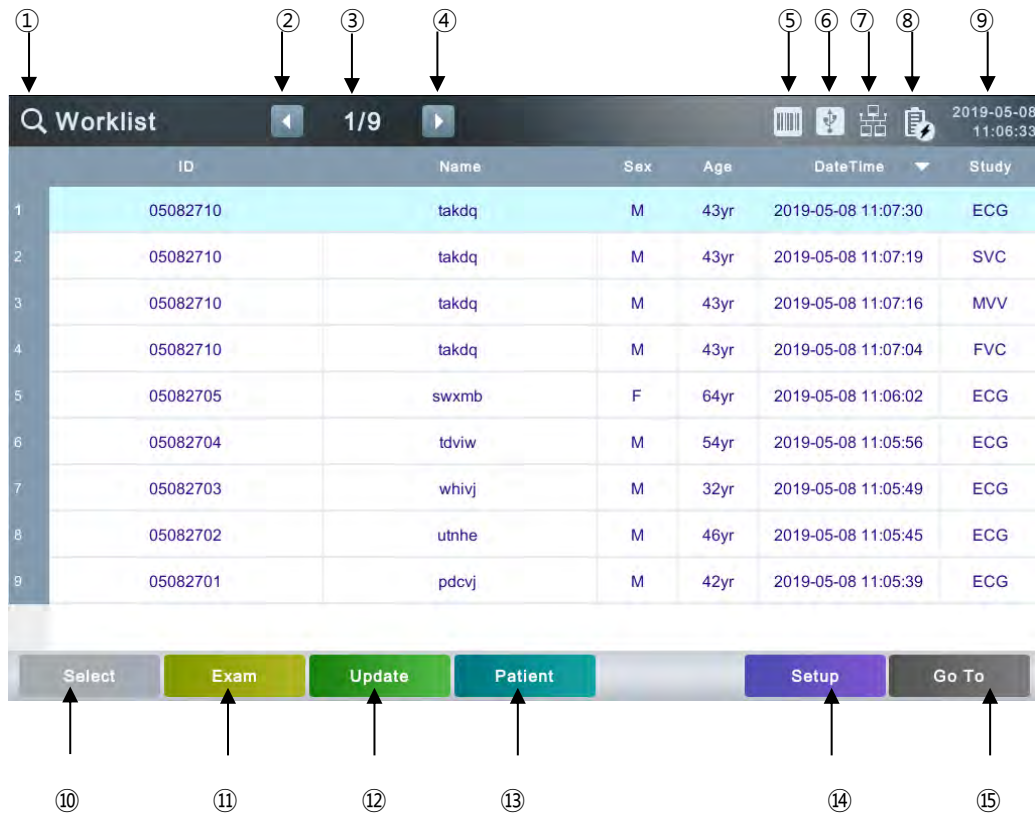 ① ② ③ ④ ⑤ ⑥ ⑦ ⑧ ⑨
Worklist 1/9 2019-05-08
11:06:33
ID Name Sex Age DateTime Study
1 05082710 takdq M 43yr 2019-05-08 11:07:30 ECG
2 05082710 takdq M 43yr 2019-05-08 11:07:19 SVC
3 05082710 takdq M 43yr 2019-05-08 11:07:16 MVV
4 05082710 takdq M 43yr 2019-05-08 11:07:04 FVC
5 05082705 swxmb F 64yr 2019-05-08 11:06:02 ECG
6 05082704 tdviw M 54yr 2019-05-08 11:05:56 ECG
7 05082703 whivj M 32yr 2019-05-08 11:05:49 ECG
8 05082702 utnhe M 46yr 2019-05-08 11:05:45 ECG
9 05082701 pdcvj M 42yr 2019-05-08 11:05:39 ECG
Select Exam Update Patient Setup Go To
⑩ ⑪ ⑫ ⑬ ⑭ ⑮